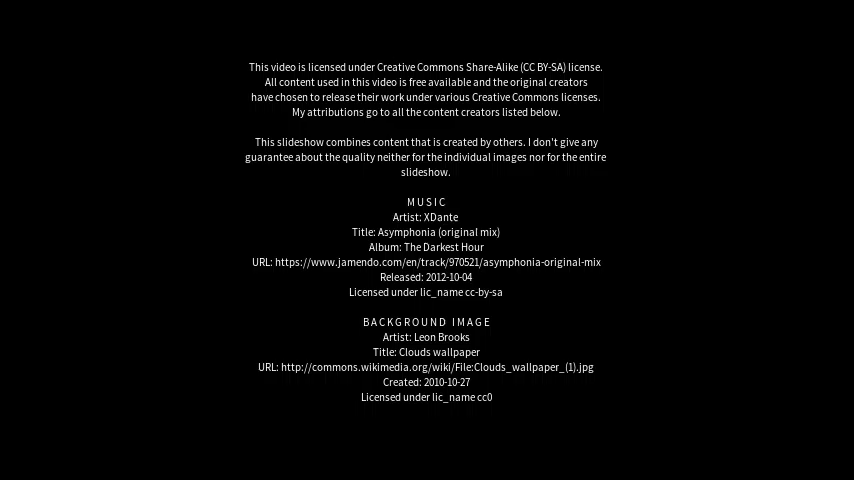 This video is licensed under Creative Commons Share-Alike (CC BY-SA) license.
All content used in this video is free available and the original creators
have chosen to release their work under various Creative Commons licenses.
My attributions go to all the content creators listed below.
This slideshow combines content that is created by others. I don't give any
guarantee about the quality neither for the individual images nor for the entire
slideshow.
MUSIC
Artist: XDante
Title: Asymphonia (original mix)
Album: The Darkest Hour
URL: https://www.jamendo.com/en/track/970521/asymphonia-original-mix
Released: 2012-10-04
Licensed under lic_name cc-by-sa
BACKGROUND IMAGE
Artist: Leon Brooks
Title: Clouds wallpaper
URL: http://commons.wikimedia.org/wiki/File:Clouds_wallpaper_(1).jpg
Created: 2010-10-27
Licensed under lic_name cc0